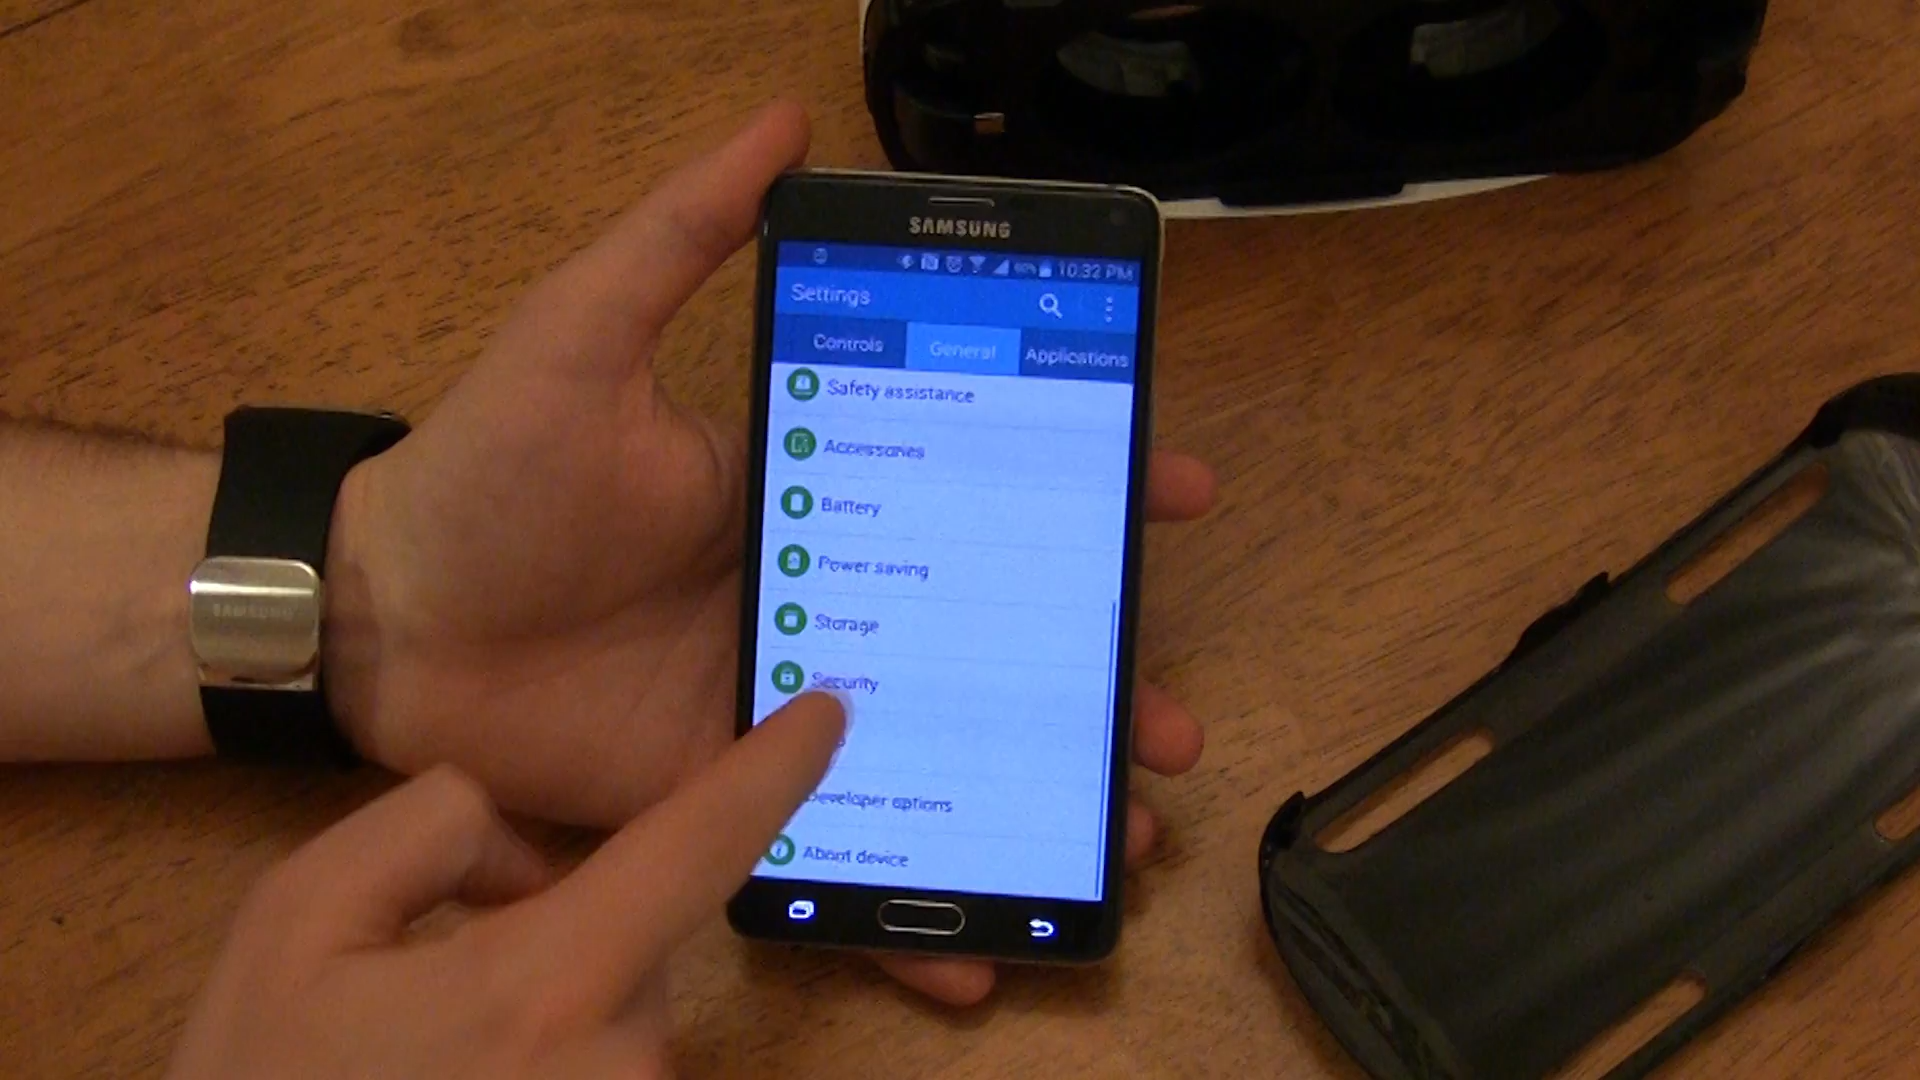 SAMSUNG
10:32 PM
Settings
Controls
General
Applications
Safety assistance
Accessories
Battery
Power saving
Storage
Security
Developer options
About device
SAMSUNG